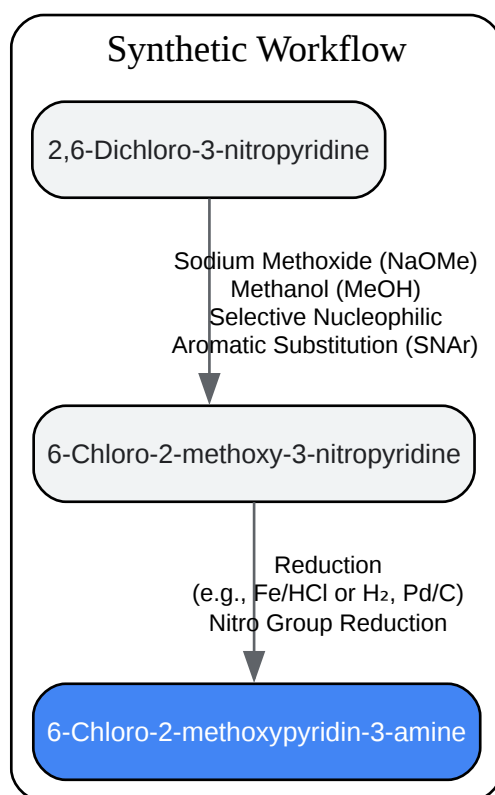 Synthetic Workflow
2,6-Dichloro-3-nitropyridine
Sodium Methoxide (NaOMe)
Methanol (MeOH)
Selective Nucleophilic
Aromatic Substitution (SNAr)
6-Chloro-2-methoxy-3-nitropyridine
Reduction
(e.g., Fe/HCl or H₂, Pd/C)
Nitro Group Reduction
6-Chloro-2-methoxypyridin-3-amine